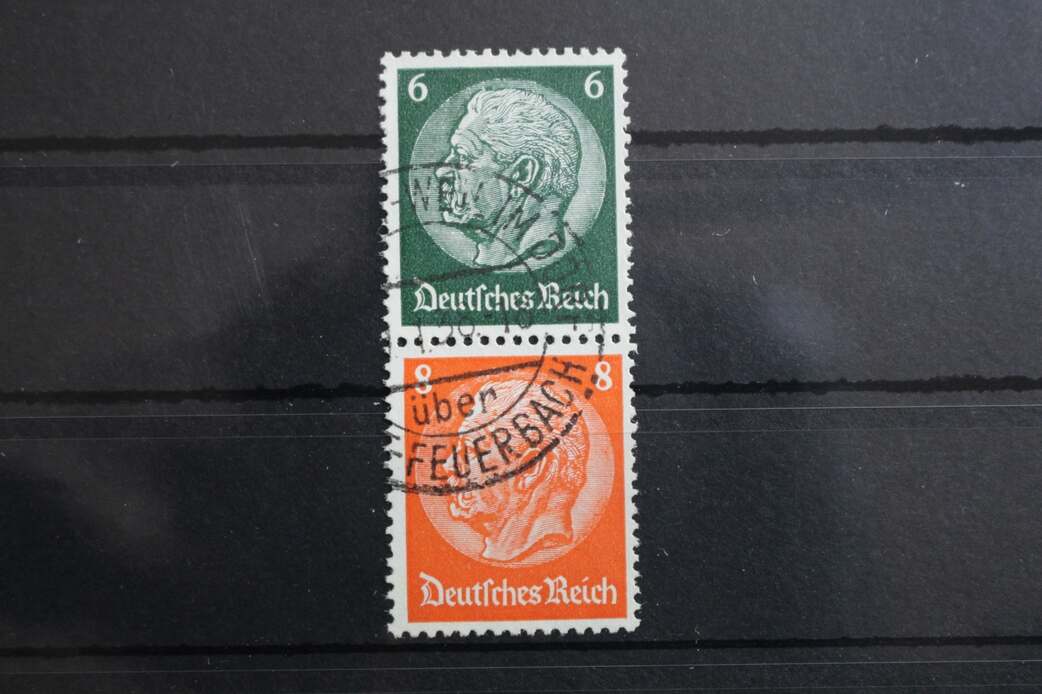 6 6
Deutſches Reich
8 8
über
FEUERBACH
Deutſches Reich